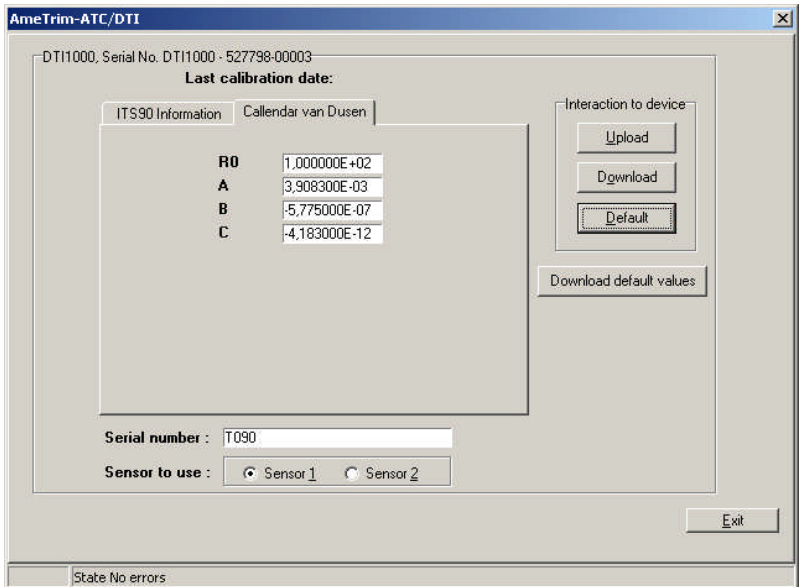 AmeTrim-ATC/DTI
DTI1000, Serial No. DTI1000 - 527798-00003
Last calibration date:
ITS90 Information
Callendar van Dusen
R0 1,000000E+02
A 3,908300E-03
B -5,775000E-07
C -4,183000E-12
Interaction to device
Upload
Download
Default
Download default values
Serial number : T090
Sensor to use : Sensor 1 Sensor 2
Exit
State No errors